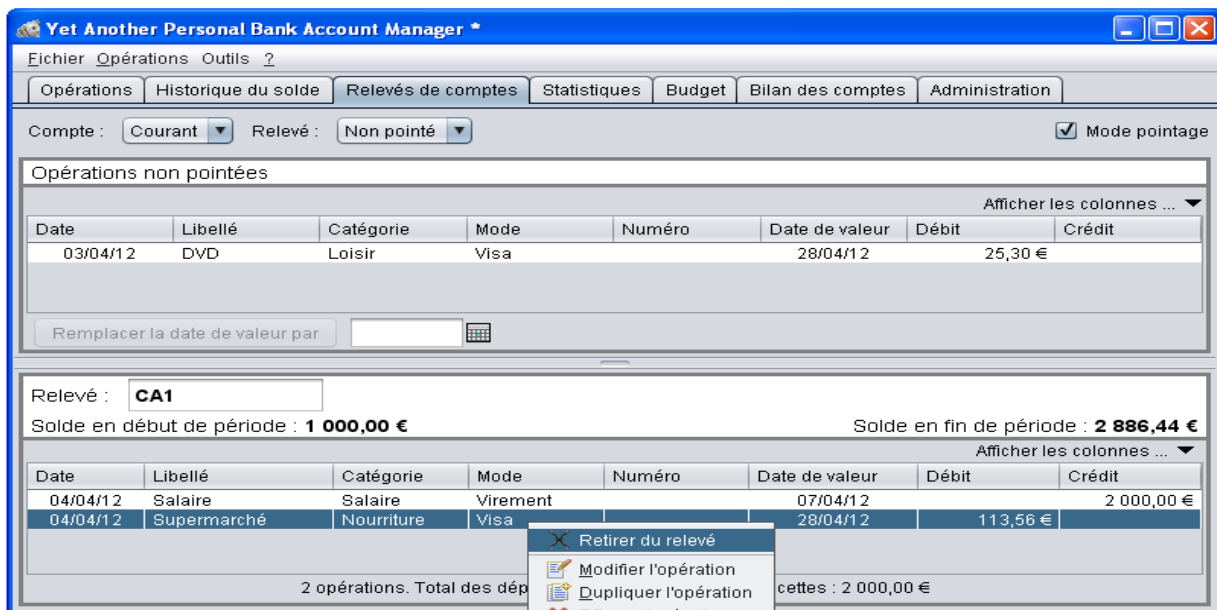 Yet Another Personal Bank Account Manager *
Fichier Opérations Outils ?
Opérations Historique du solde Relevés de comptes Statistiques Budget Bilan des comptes Administration
Compte : Courant Relevé : Non pointé Mode pointage
Opérations non pointées
Afficher les colonnes ...
Date Libellé Catégorie Mode Numéro Date de valeur Débit Crédit
03/04/12 DVD Loisir Visa 28/04/12 25,30 €
Remplacer la date de valeur par
Relevé : CA1
Solde en début de période : 1 000,00 € Solde en fin de période : 2 886,44 €
Afficher les colonnes ...
Date Libellé Catégorie Mode Numéro Date de valeur Débit Crédit
04/04/12 Salaire Salaire Virement 07/04/12 2 000,00 €
04/04/12 Supermarché Nourriture Visa 28/04/12 113,56 €
Retirer du relevé
Modifier l'opération
2 opérations. Total des dép Dupliquer l'opération cettes : 2 000,00 €